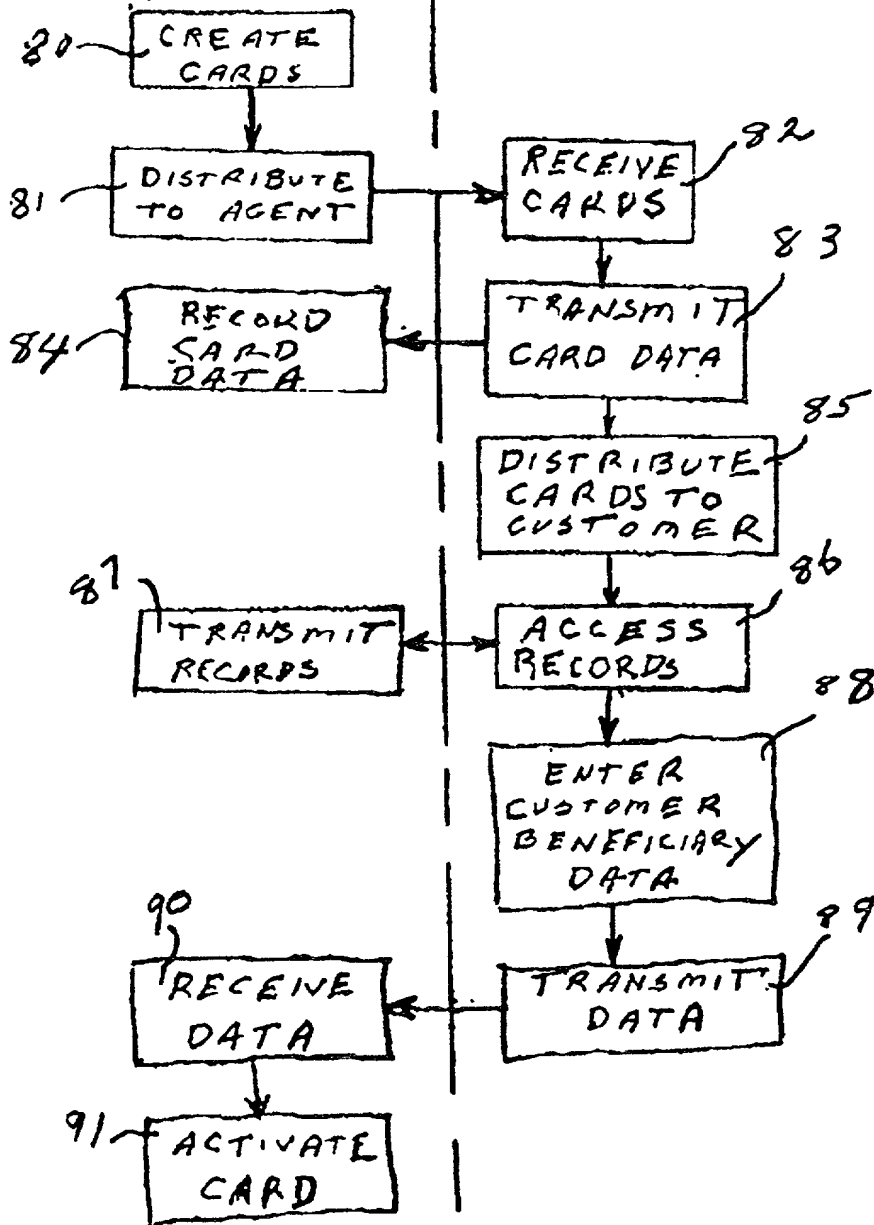 80
CREATE
CARDS
81
DISTRIBUTE
TO AGENT
82
RECEIVE
CARDS
83
TRANSMIT
CARD DATA
84
RECORD
CARD
DATA
85
DISTRIBUTE
CARDS TO
CUSTOMER
86
ACCESS
RECORDS
87
TRANSMIT
RECORDS
88
ENTER
CUSTOMER
BENEFICIARY
DATA
89
TRANSMIT
DATA
90
RECEIVE
DATA
91
ACTIVATE
CARD